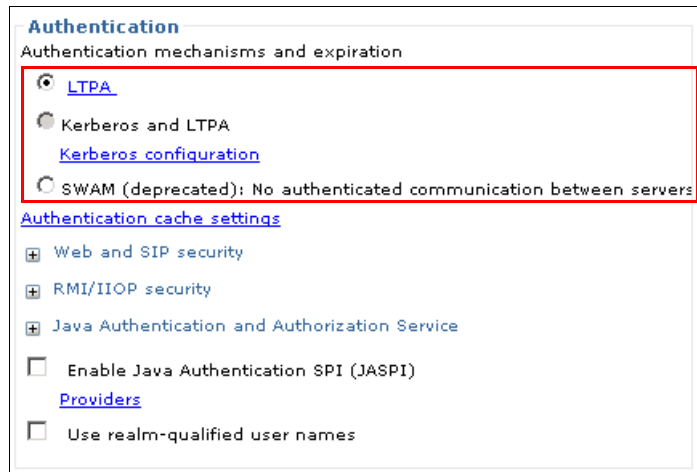 Authentication
Authentication mechanisms and expiration
LTPA
Kerberos and LTPA
Kerberos configuration
SWAM (deprecated): No authenticated communication between servers
Authentication cache settings
Web and SIP security
RMI/IIOP security
Java Authentication and Authorization Service
Enable Java Authentication SPI (JASPI)
Providers
Use realm-qualified user names